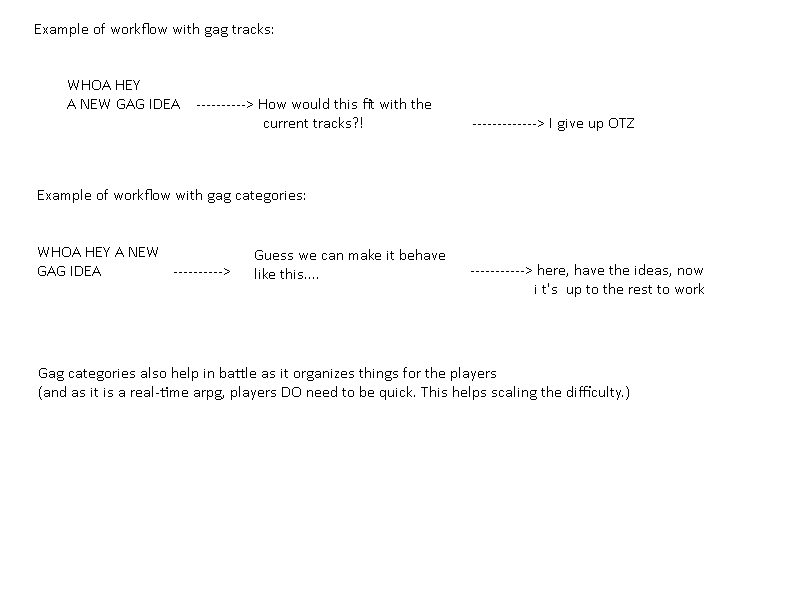 Example of workflow with gag tracks:
WHOA HEY
A NEW GAG IDEA ----------> How would this fit with the
current tracks?! -------------> I give up OTZ
Example of workflow with gag categories:
WHOA HEY A NEW
GAG IDEA ---------->
Guess we can make it behave
like this....
-----------> here, have the ideas, now
i t's  up to the rest to work
Gag categories also help in battle as it organizes things for the players
(and as it is a real-time arpg, players DO need to be quick. This helps scaling the difficulty.)